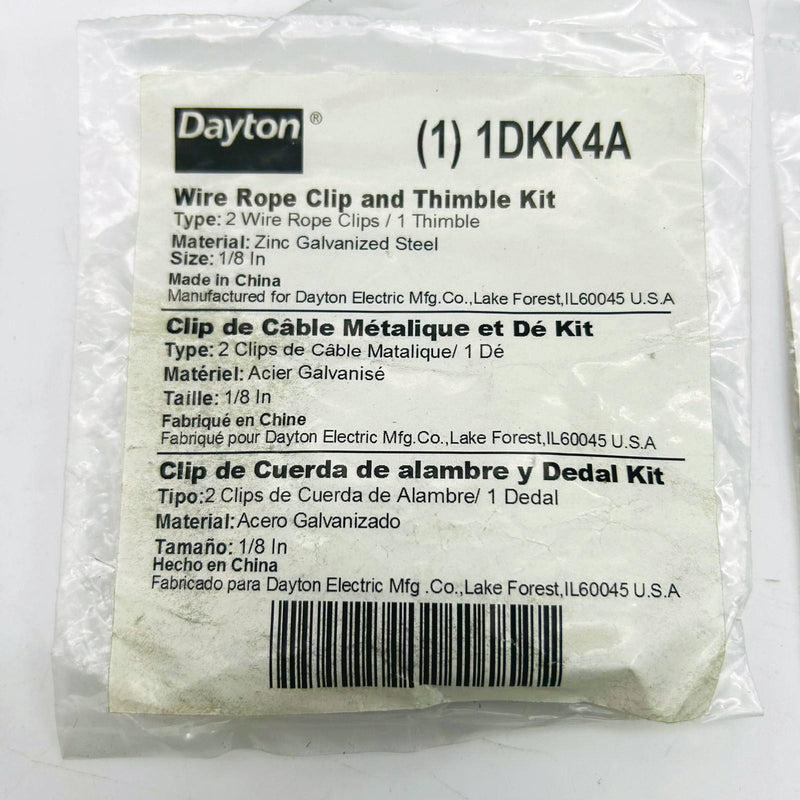 Dayton®
(1) 1DKK4A
Wire Rope Clip and Thimble Kit
Type: 2 Wire Rope Clips / 1 Thimble
Material: Zinc Galvanized Steel
Size: 1/8 In
Made in China
Manufactured for Dayton Electric Mfg.Co.,Lake Forest,IL60045 U.S.A
Clip de Câble Métalique et Dé Kit
Type: 2 Clips de Câble Matalique/ 1 Dé
Matériel: Acier Galvanisé
Taille: 1/8 In
Fabriqué en Chine
Fabriqué pour Dayton Electric Mfg.Co.,Lake Forest,IL60045 U.S.A
Clip de Cuerda de alambre y Dedal Kit
Tipo:2 Clips de Cuerda de Alambre/ 1 Dedal
Material:Acero Galvanizado
Tamaño: 1/8 In
Hecho en China
Fabricado para Dayton Electric Mfg .Co.,Lake Forest,IL60045 U.S.A